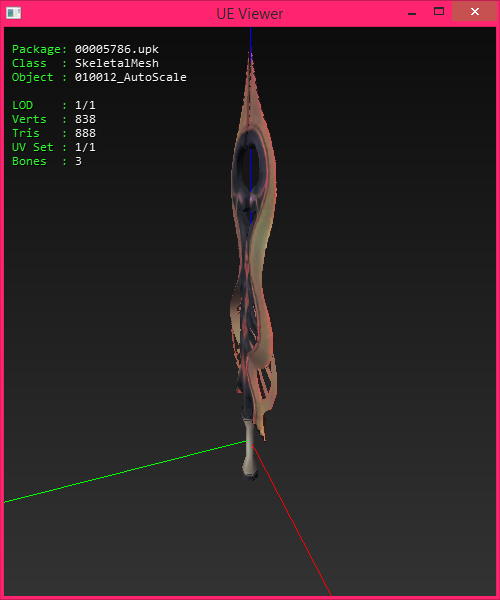 UE Viewer
Package: 00005786.upk
Class  : SkeletalMesh
Object : 010012_AutoScale
LOD    : 1/1
Verts  : 838
Tris   : 888
UV Set : 1/1
Bones  : 3